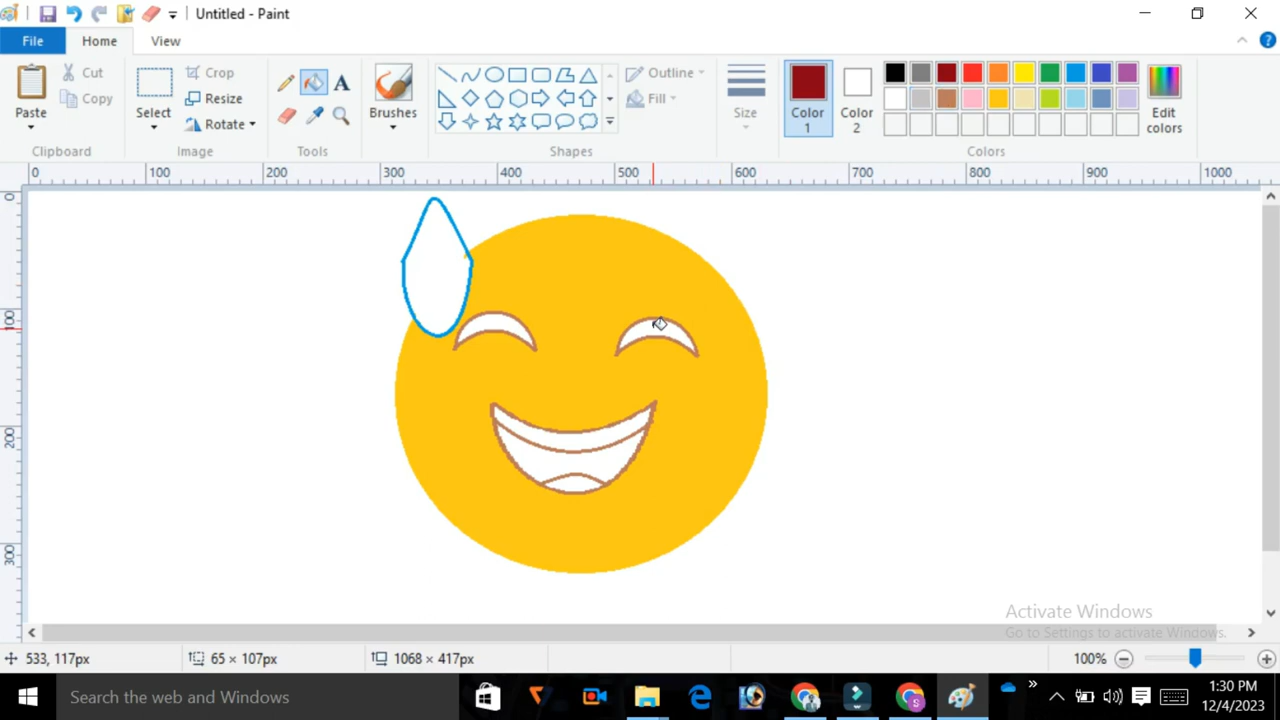 Untitled - Paint
File
Home
View
Paste
Cut
Copy
Clipboard
Select
Crop
Resize
Rotate
Image
A
Tools
Brushes
Outline
Fill
Shapes
Size
Color 1
Color 2
Edit colors
Colors
0 100 200 300 400 500 600 700 800 900 1000
0
100
200
300
Activate Windows
Go to Settings to activate Windows.
533, 117px
65 × 107px
1068 × 417px
100%
Search the web and Windows
S
1:30 PM
12/4/2023